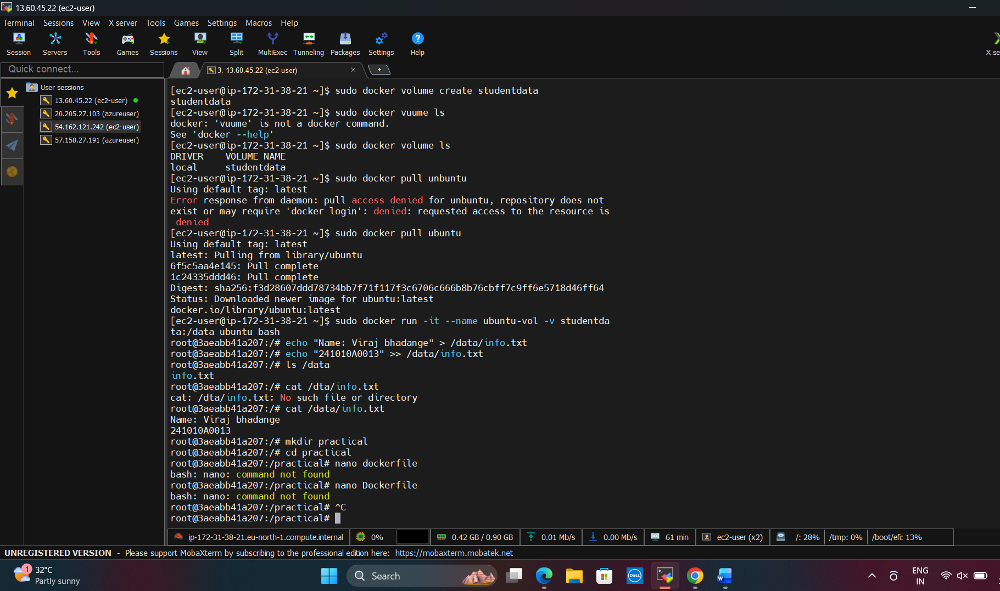 13.60.45.22 (ec2-user)
Terminal Sessions View X server Tools Games Settings Macros Help
Session Servers Tools Games Sessions View Split MultiExec Tunneling Packages Settings Help
X se
Quick connect...
3. 13.60.45.22 (ec2-user)
User sessions
13.60.45.22 (ec2-user)
20.205.27.103 (azureuser)
54.162.121.242 (ec2-user)
57.158.27.191 (azureuser)
[ec2-user@ip-172-31-38-21 ~]$ sudo docker volume create studentdata
studentdata
[ec2-user@ip-172-31-38-21 ~]$ sudo docker vuume ls
docker: 'vuume' is not a docker command.
See 'docker --help'
[ec2-user@ip-172-31-38-21 ~]$ sudo docker volume ls
DRIVER    VOLUME NAME
local     studentdata
[ec2-user@ip-172-31-38-21 ~]$ sudo docker pull unbuntu
Using default tag: latest
Error response from daemon: pull access denied for unbuntu, repository does not
exist or may require 'docker login': denied: requested access to the resource is
denied
[ec2-user@ip-172-31-38-21 ~]$ sudo docker pull ubuntu
Using default tag: latest
latest: Pulling from library/ubuntu
6f5c5aa4e145: Pull complete
1c24335ddd46: Pull complete
Digest: sha256:f3d28607ddd78734bb7f71f117f3c6706c666b8b76cbff7c9ff6e5718d46ff64
Status: Downloaded newer image for ubuntu:latest
docker.io/library/ubuntu:latest
[ec2-user@ip-172-31-38-21 ~]$ sudo docker run -it --name ubuntu-vol -v studentda
ta:/data ubuntu bash
root@3aeabb41a207:/# echo "Name: Viraj bhadange" > /data/info.txt
root@3aeabb41a207:/# echo "241010A0013" >> /data/info.txt
root@3aeabb41a207:/# ls /data
info.txt
root@3aeabb41a207:/# cat /dta/info.txt
cat: /dta/info.txt: No such file or directory
root@3aeabb41a207:/# cat /data/info.txt
Name: Viraj bhadange
241010A0013
root@3aeabb41a207:/# mkdir practical
root@3aeabb41a207:/# cd practical
root@3aeabb41a207:/practical# nano dockerfile
bash: nano: command not found
root@3aeabb41a207:/practical# nano Dockerfile
bash: nano: command not found
root@3aeabb41a207:/practical# ^C
root@3aeabb41a207:/practical#
ip-172-31-38-21.eu-north-1.compute.internal 0% 0.42 GB / 0.90 GB 0.01 Mb/s 0.00 Mb/s 61 min ec2-user (x2) /: 28% /tmp: 0% /boot/efi: 13%
UNREGISTERED VERSION - Please support MobaXterm by subscribing to the professional edition here: https://mobaxterm.mobatek.net
1
32°C
Partly sunny
Search
DELL
W
ENG
IN